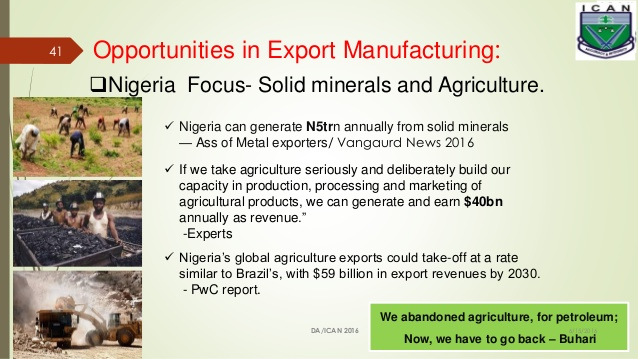 41
Opportunities in Export Manufacturing:
ICAN
❑Nigeria Focus- Solid minerals and Agriculture.
✓ Nigeria can generate N5trn annually from solid minerals
— Ass of Metal exporters/ Vangaurd News 2016
✓ If we take agriculture seriously and deliberately build our
capacity in production, processing and marketing of
agricultural products, we can generate and earn $40bn
annually as revenue.”
-Experts
✓ Nigeria’s global agriculture exports could take-off at a rate
similar to Brazil’s, with $59 billion in export revenues by 2030.
- PwC report.
DA/ICAN 2016
We abandoned agriculture, for petroleum;
Now, we have to go back – Buhari